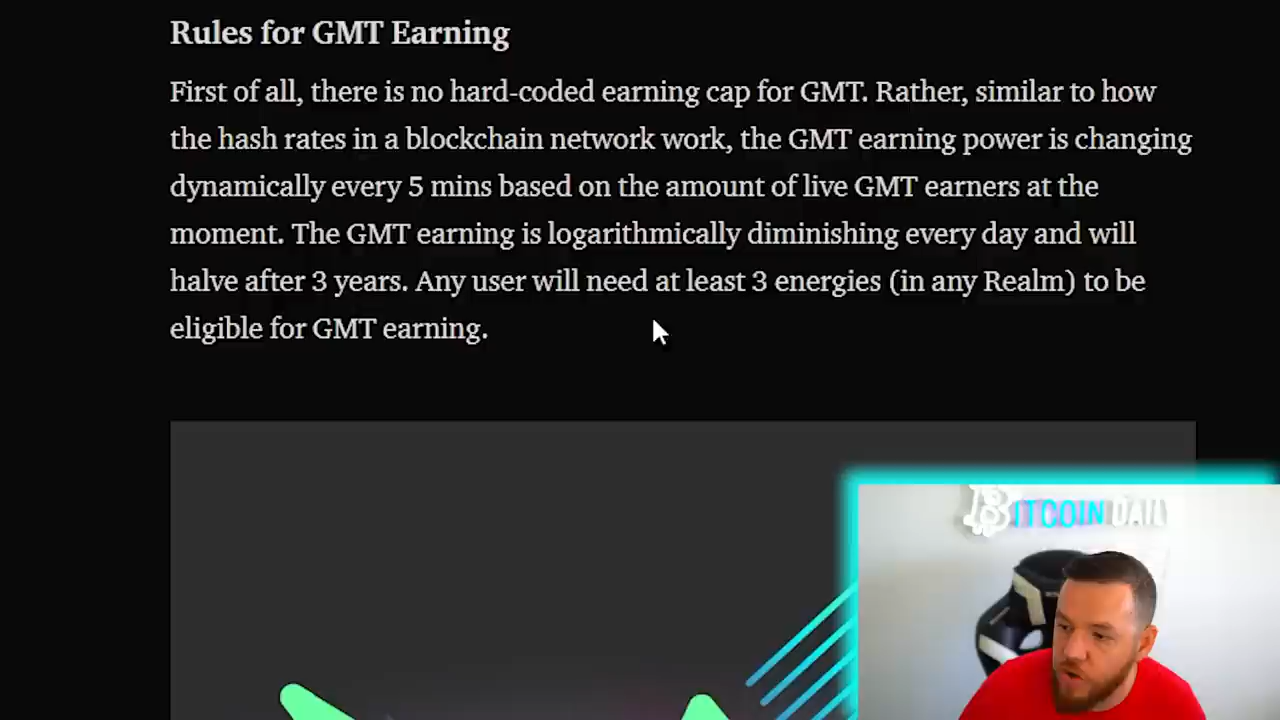 Rules for GMT Earning
First of all, there is no hard-coded earning cap for GMT. Rather, similar to how
the hash rates in a blockchain network work, the GMT earning power is changing
dynamically every 5 mins based on the amount of live GMT earners at the
moment. The GMT earning is logarithmically diminishing every day and will
halve after 3 years. Any user will need at least 3 energies (in any Realm) to be
eligible for GMT earning.
BITCOIN DAILY